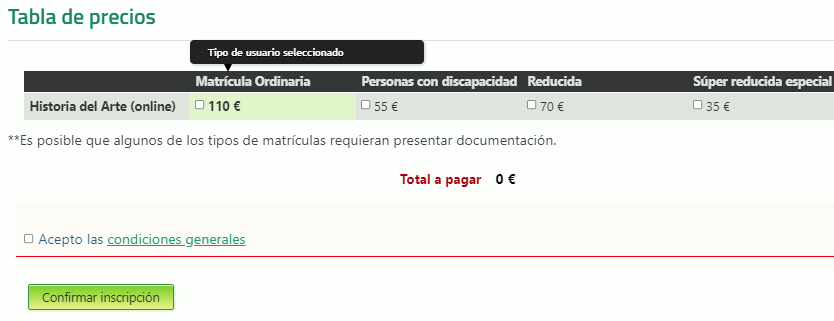 Tabla de precios
Tipo de usuario seleccionado
Matrícula Ordinaria Personas con discapacidad Reducida Súper reducida especial
Historia del Arte (online) 110 € 55 € 70 € 35 €
**Es posible que algunos de los tipos de matrículas requieran presentar documentación.
Total a pagar 0 €
Acepto las condiciones generales
Confirmar inscripción